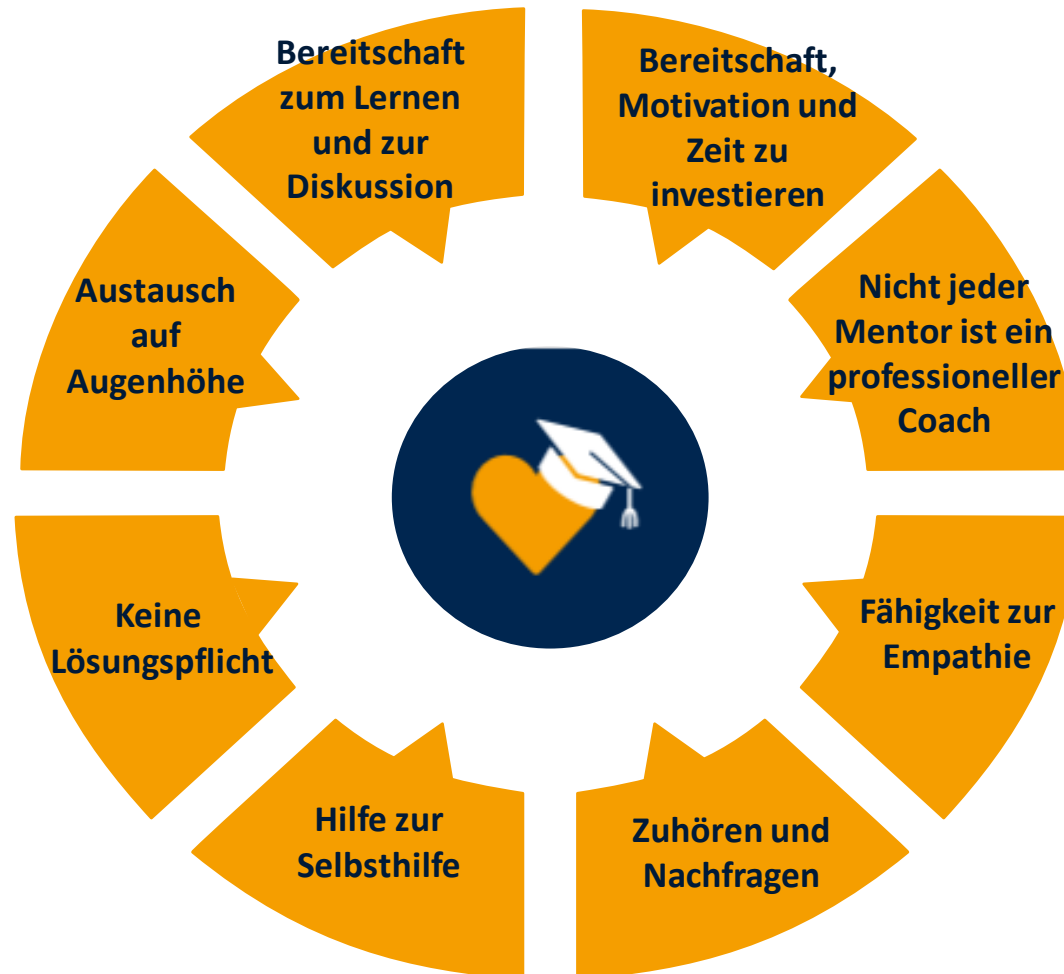 Bereitschaft
zum Lernen
und zur
Diskussion
Bereitschaft,
Motivation und
Zeit zu
investieren
Austausch
auf
Augenhöhe
Nicht jeder
Mentor ist ein
professioneller
Coach
Keine
Lösungspflicht
Fähigkeit zur
Empathie
Hilfe zur
Selbsthilfe
Zuhören und
Nachfragen